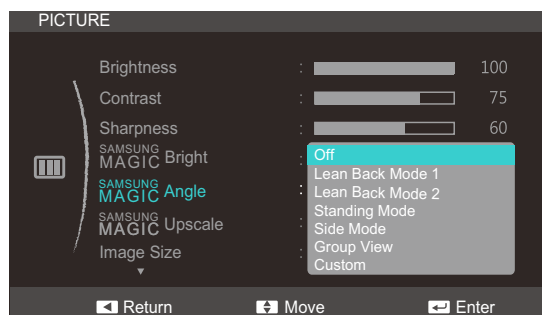 PICTURE
Brightness : 100
Contrast : 75
Sharpness : 60
SAMSUNG
MAGIC Bright :
SAMSUNG
MAGIC Angle :
SAMSUNG
MAGIC Upscale :
Image Size :
Off
Lean Back Mode 1
Lean Back Mode 2
Standing Mode
Side Mode
Group View
Custom
Return Move Enter